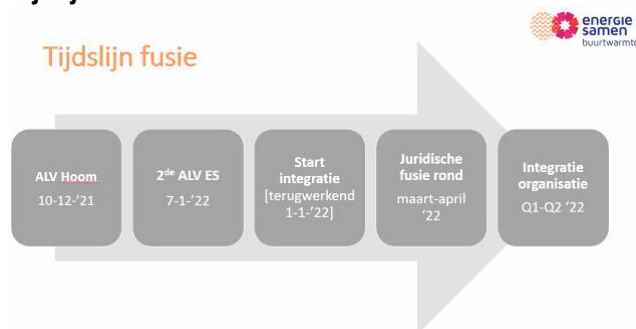 Tijdslijn fusie
energie
samen
buurtwarmte
ALV Hoom
10-12-'21
2de ALV ES
7-1-'22
Start
integratie
[terugwerkend
1-1-'22]
Juridische
fusie rond
maart-april
'22
Integratie
organisatie
Q1-Q2 '22